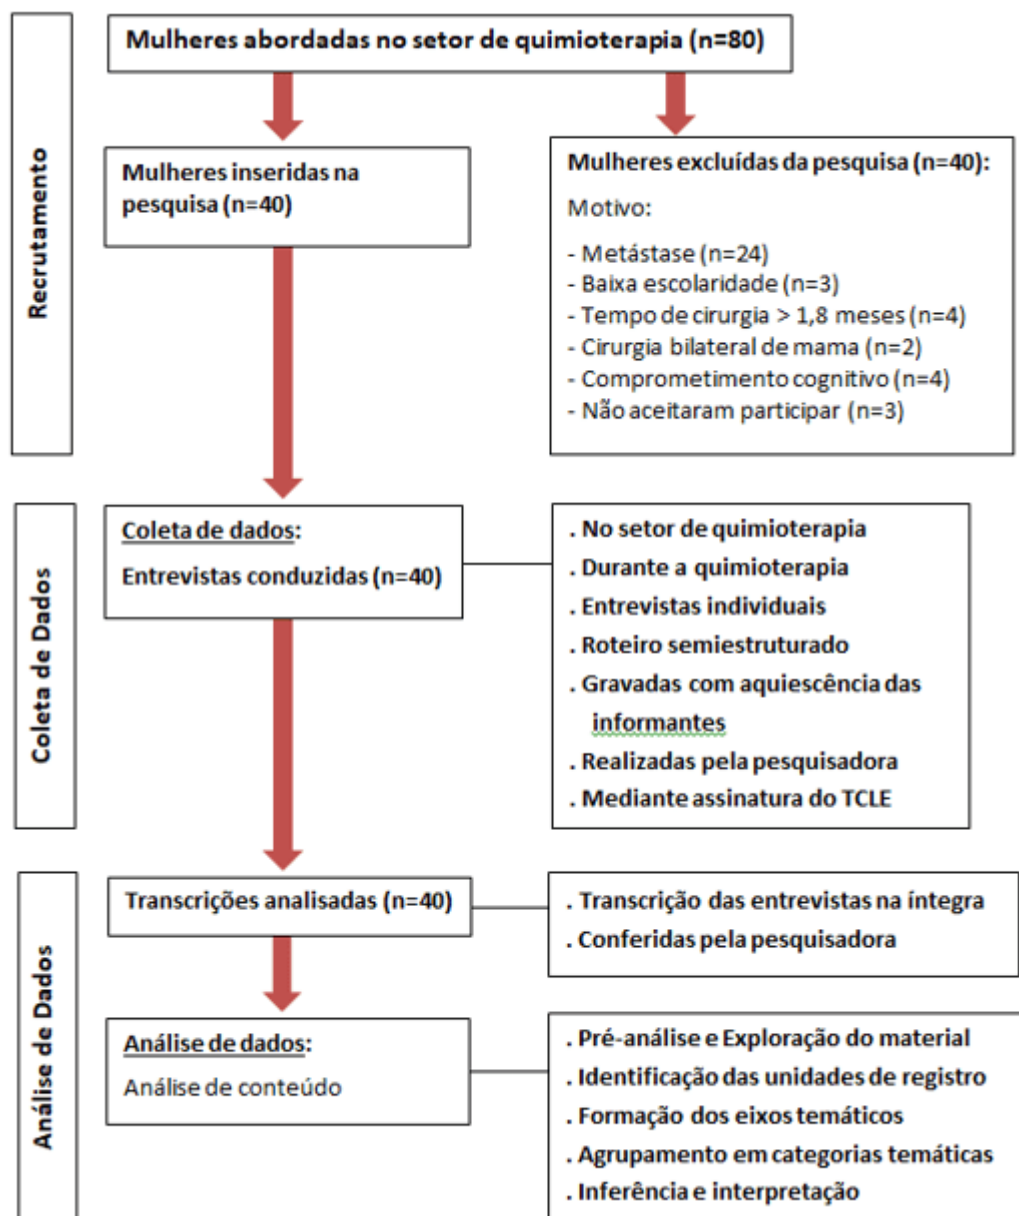 Mulheres abordadas no setor de quimioterapia (n=80)
Recrutamento
Mulheres inseridas na
pesquisa (n=40)
Mulheres excluídas da pesquisa (n=40):
Motivo:
- Metástase (n=24)
- Baixa escolaridade (n=3)
- Tempo de cirurgia > 1,8 meses (n=4)
- Cirurgia bilateral de mama (n=2)
- Comprometimento cognitivo (n=4)
- Não aceitaram participar (n=3)
Coleta de Dados
Coleta de dados:
Entrevistas conduzidas (n=40)
. No setor de quimioterapia
. Durante a quimioterapia
. Entrevistas individuais
. Roteiro semiestruturado
. Gravadas com aquiescência das
informantes
. Realizadas pela pesquisadora
. Mediante assinatura do TCLE
Análise de Dados
Transcrições analisadas (n=40)
. Transcrição das entrevistas na íntegra
. Conferidas pela pesquisadora
Análise de dados:
Análise de conteúdo
. Pré-análise e Exploração do material
. Identificação das unidades de registro
. Formação dos eixos temáticos
. Agrupamento em categorias temáticas
. Inferência e interpretação